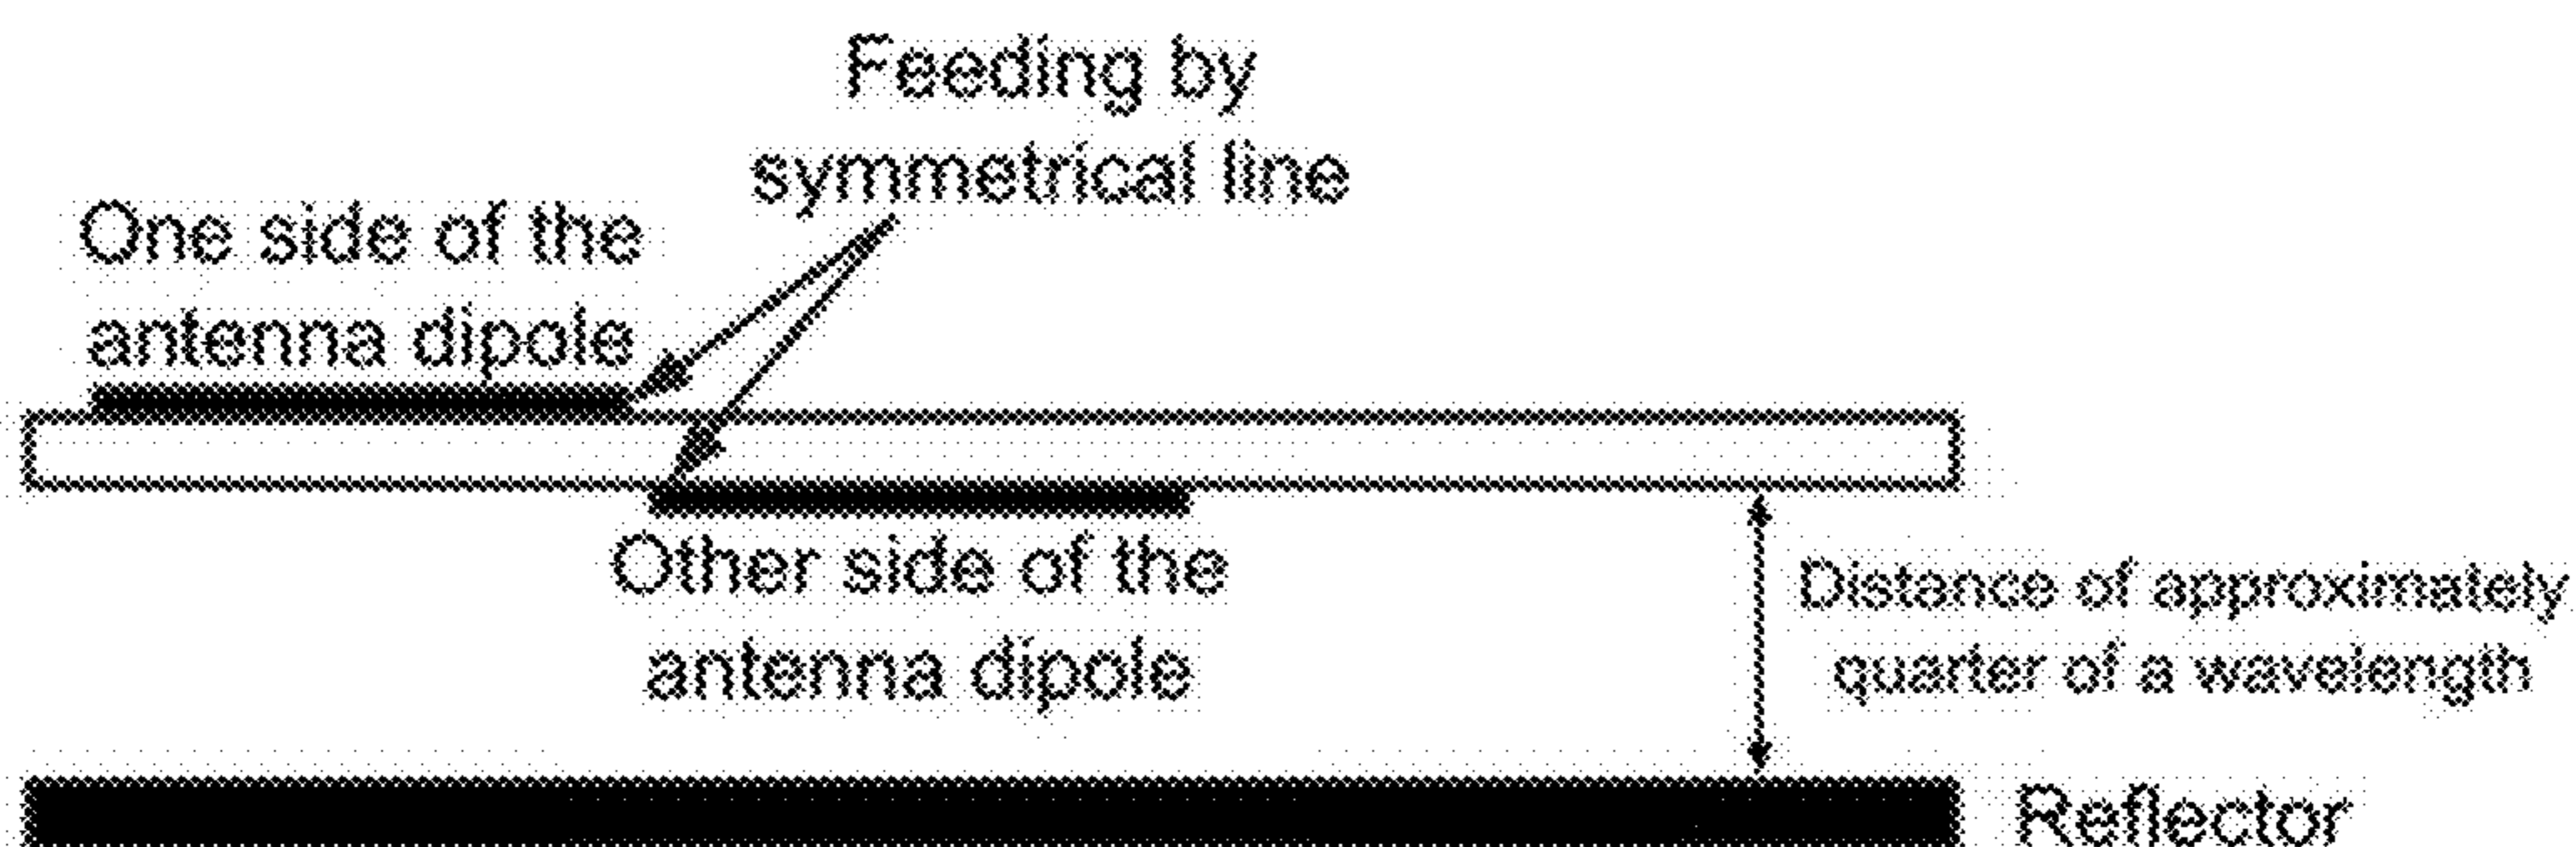 Feeding by
symmetrical line
One side of the
antenna dipole
Other side of the
antenna dipole
Distance of approximately
quarter of a wavelength
Reflector